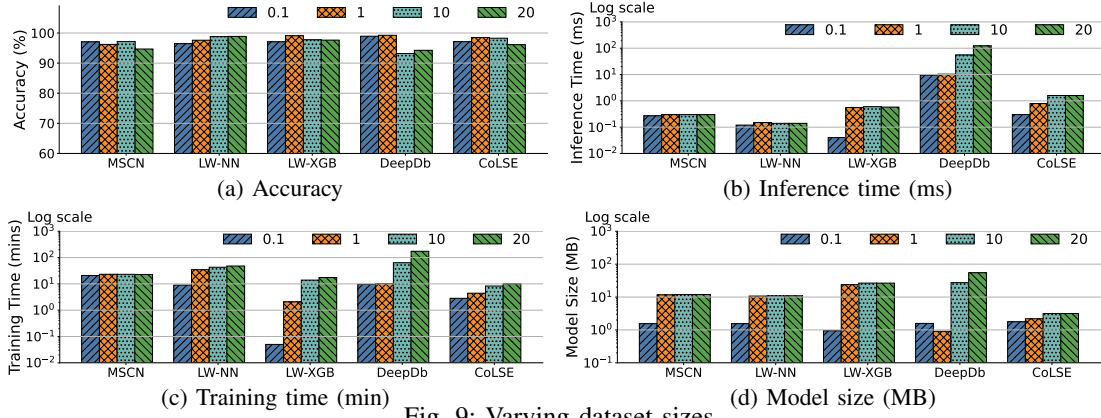 0.1 1 10 20
Accuracy (%)
100
90
80
70
60
MSCN LW-NN LW-XGB DeepDb CoLSE
(a) Accuracy
Log scale
0.1 1 10 20
Inference Time (ms)
10³
10²
10¹
10⁰
10⁻¹
10⁻²
MSCN LW-NN LW-XGB DeepDb CoLSE
(b) Inference time (ms)
Log scale
0.1 1 10 20
Training Time (mins)
10³
10²
10¹
10⁰
10⁻¹
10⁻²
MSCN LW-NN LW-XGB DeepDb CoLSE
(c) Training time (min)
Log scale
0.1 1 10 20
Model Size (MB)
10³
10²
10¹
10⁰
10⁻¹
MSCN LW-NN LW-XGB DeepDb CoLSE
(d) Model size (MB)
Fig. 9: Varying dataset sizes